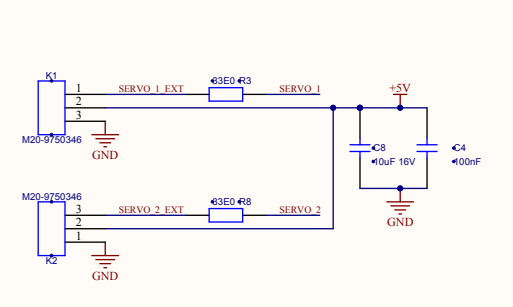 K1
1 SERVO_1_EXT 33E0 R3 SERVO_1 +5V
2
3
M20-9750346
GND
C8
10uF 16V
C4
100nF
M20-9750346
3 SERVO_2_EXT 33E0 R8 SERVO_2
2
1
K2
GND
GND